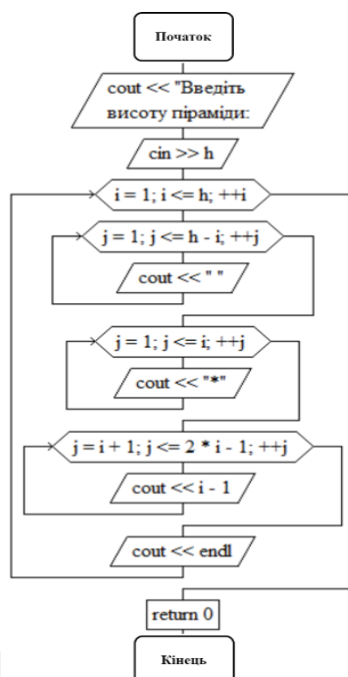 Початок
cout << "Введіть
висоту піраміди:
cin >> h
i = 1; i <= h; ++i
j = 1; j <= h - i; ++j
cout << " "
j = 1; j <= i; ++j
cout << "*"
j = i + 1; j <= 2 * i - 1; ++j
cout << i - 1
cout << endl
return 0
Кінець